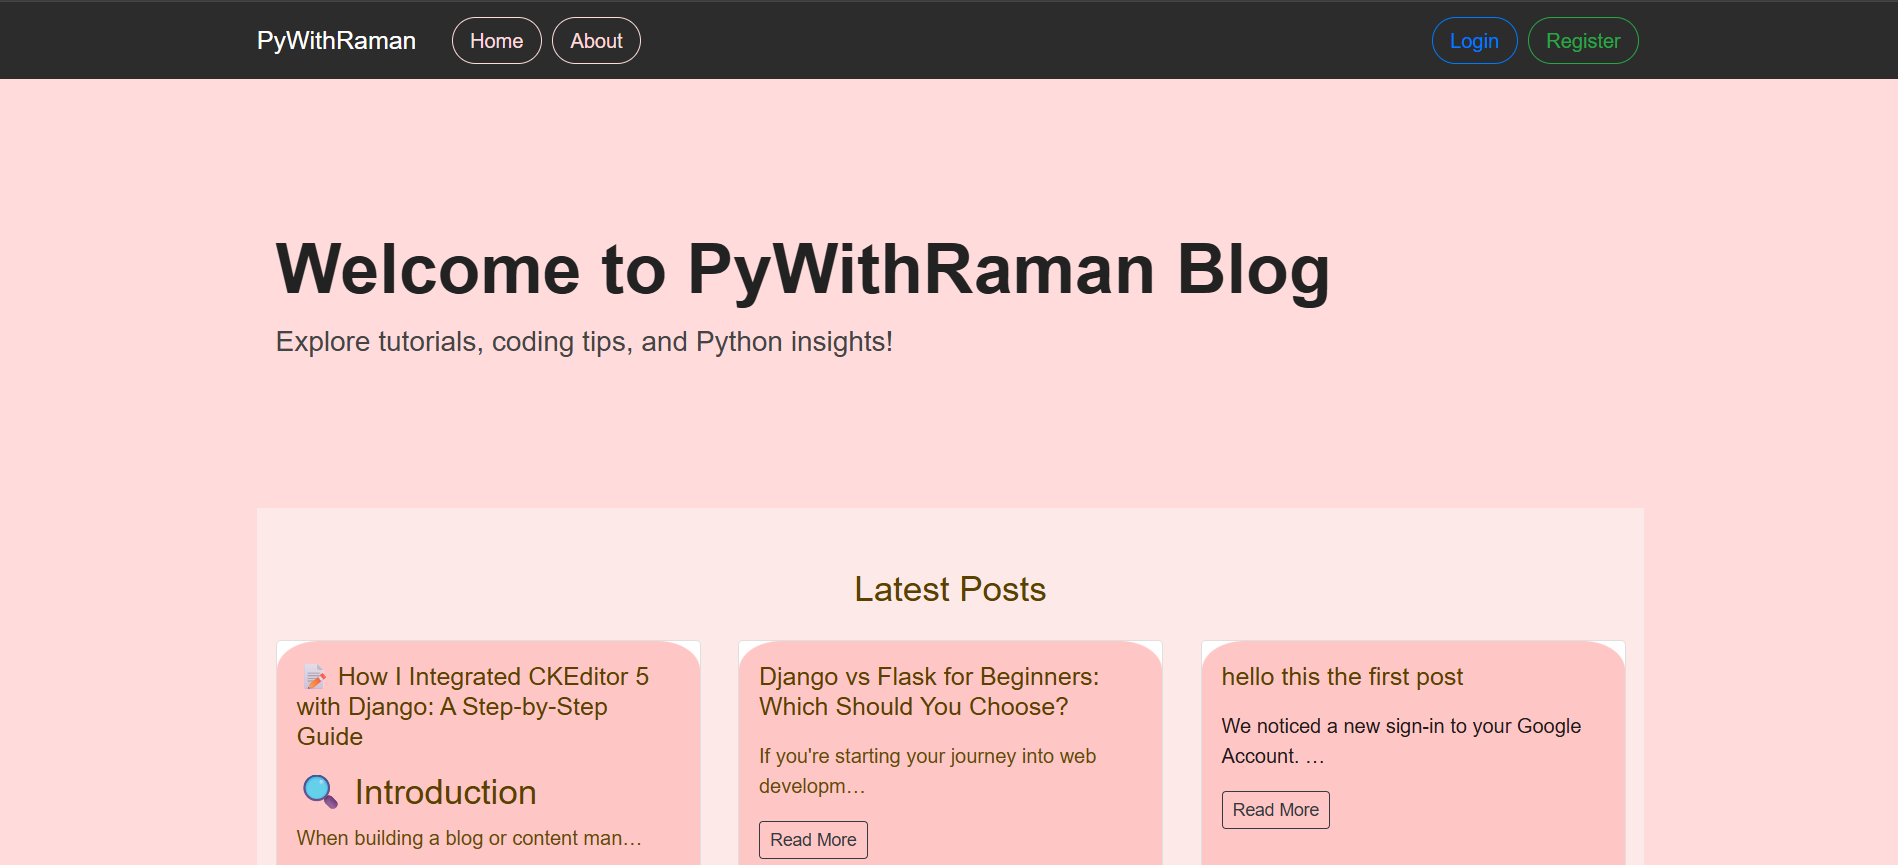 PyWithRaman
Home
About
Login
Register
Welcome to PyWithRaman Blog
Explore tutorials, coding tips, and Python insights!
Latest Posts
How I Integrated CKEditor 5
with Django: A Step-by-Step
Guide
Introduction
When building a blog or content man…
Django vs Flask for Beginners:
Which Should You Choose?
If you're starting your journey into web
developm…
Read More
hello this the first post
We noticed a new sign-in to your Google
Account. …
Read More